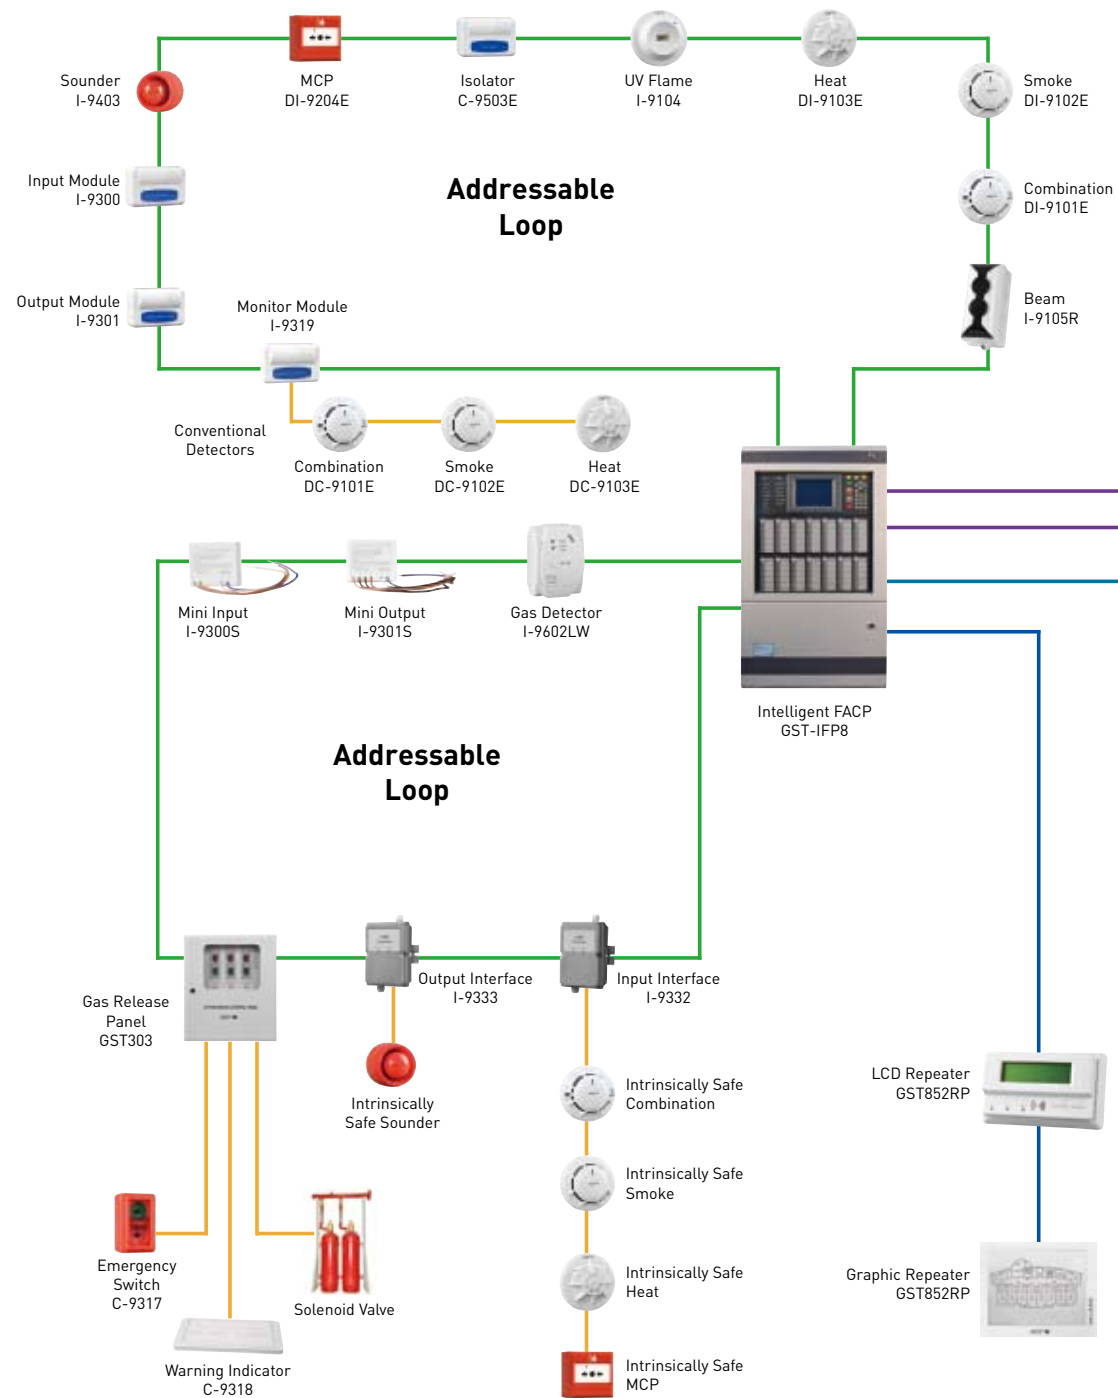 Sounder
I-9403
MCP
DI-9204E
Isolator
C-9503E
UV Flame
I-9104
Heat
DI-9103E
Smoke
DI-9102E
Input Module
I-9300
Addressable
Loop
Combination
DI-9101E
Output Module
I-9301
Monitor Module
I-9319
Beam
I-9105R
Conventional
Detectors
Combination
DC-9101E
Smoke
DC-9102E
Heat
DC-9103E
Mini Input
I-9300S
Mini Output
I-9301S
Gas Detector
I-9602LW
Intelligent FACP
GST-IFP8
Addressable
Loop
Gas Release
Panel
GST303
Output Interface
I-9333
Input Interface
I-9332
Intrinsically
Safe Sounder
Intrinsically Safe
Combination
LCD Repeater
GST852RP
Intrinsically Safe
Smoke
Emergency
Switch
C-9317
Solenoid Valve
Intrinsically Safe
Heat
Graphic Repeater
GST852RP
Warning Indicator
C-9318
Intrinsically Safe
MCP